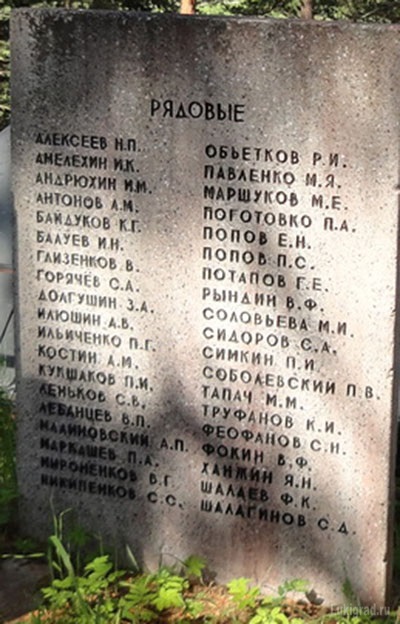 РЯДОВЫЕ
АЛЕКСЕЕВ Н.П.
АМЕЛЕХИН И.К.
АНДРЮХИН И.М.
АНТОНОВ А.М.
БАЙДУКОВ К.Г.
БАЛУЕВ И.Н.
ГЛИЗЕНКОВ В.
ГОРЯЧЁВ С.А.
ДОЛГУШИН З.А.
ИЛЮШИН А.В.
ИЛЬИЧЕНКО П.Г.
КОСТИН А.М.
КУКШАКОВ П.И.
ЛЕНЬКОВ С.В.
ЛЕБАНЦЕВ В.П.
МАЛИНОВСКИЙ А.П.
МАРКАШЕВ П.А.
МИРОНЕНКОВ В.Г.
НИКИПЕНКОВ С.С.
ОБЬЕТКОВ Р.И.
ПАВЛЕНКО М.Я.
МАРШУКОВ М.Е.
ПОГОТОВКО П.А.
ПОПОВ Е.Н.
ПОПОВ П.С.
ПОТАПОВ Г.Е.
РЫНДИН В.Ф.
СОЛОВЬЕВА М.И.
СИДОРОВ С.А.
СИМКИН П.И.
СОБОЛЕВСКИЙ П.В.
ТАПАЧ М.М.
ТРУФАНОВ К.И.
ФЕОФАНОВ С.Н.
ФОКИН В.Ф.
ХАНЖИН Я.Н.
ШАЛАЕВ Ф.К.
ШАЛАГИНОВ С.Д.